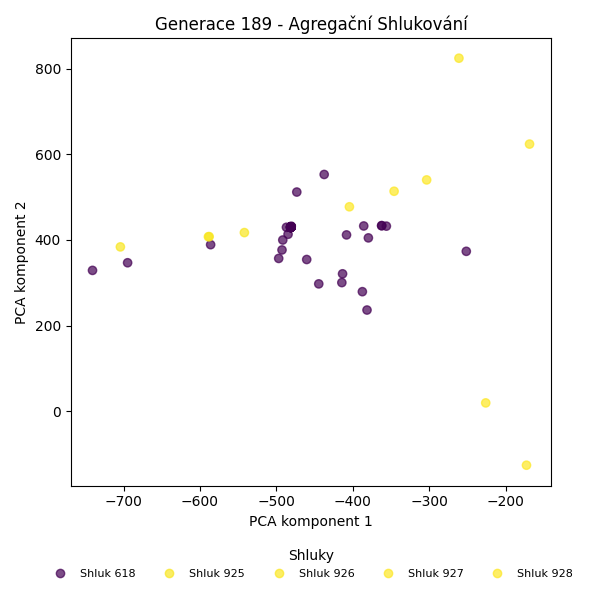 Generace 189 - Agregační Shlukování
PCA komponent 2
800
600
400
200
0
−700 −600 −500 −400 −300 −200
PCA komponent 1
Shluky
Shluk 618 Shluk 925 Shluk 926 Shluk 927 Shluk 928